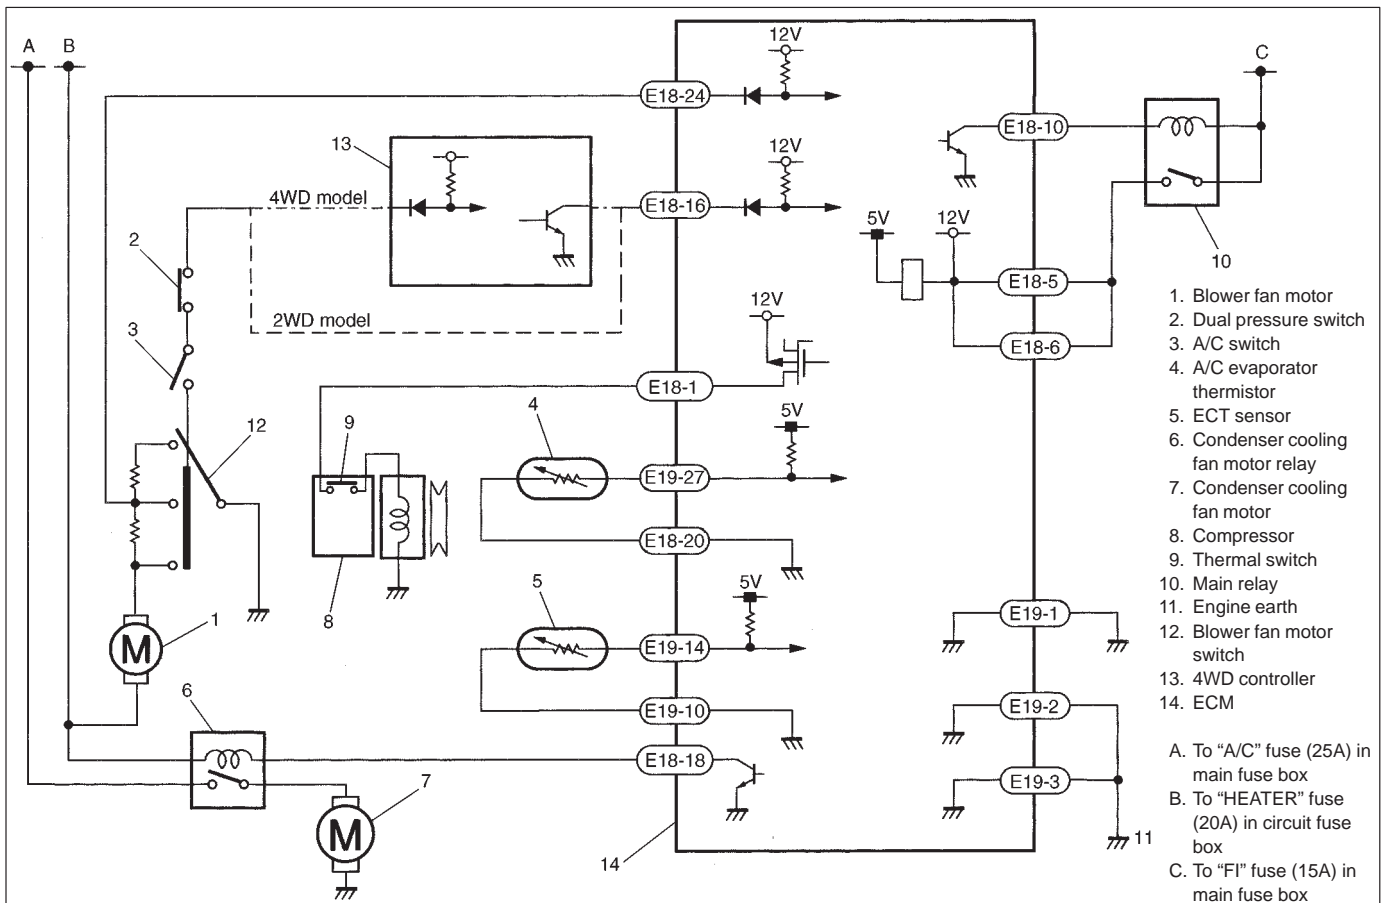 A
B
12V
C
E18-24
E18-10
13
12V
4WD model
E18-16
5V
12V
2
10
E18-5
2WD model
12V
3
E18-6
E18-1
4
5V
12
9
E19-27
E18-20
8
5
5V
E19-1
1
M
E19-14
6
E19-10
E19-2
E18-18
7
E19-3
M
14
11
1. Blower fan motor
2. Dual pressure switch
3. A/C switch
4. A/C evaporator
thermistor
5. ECT sensor
6. Condenser cooling
fan motor relay
7. Condenser cooling
fan motor
8. Compressor
9. Thermal switch
10. Main relay
11. Engine earth
12. Blower fan motor
switch
13. 4WD controller
14. ECM
A. To “A/C” fuse (25A) in
main fuse box
B. To “HEATER” fuse
(20A) in circuit fuse
box
C. To “FI” fuse (15A) in
main fuse box